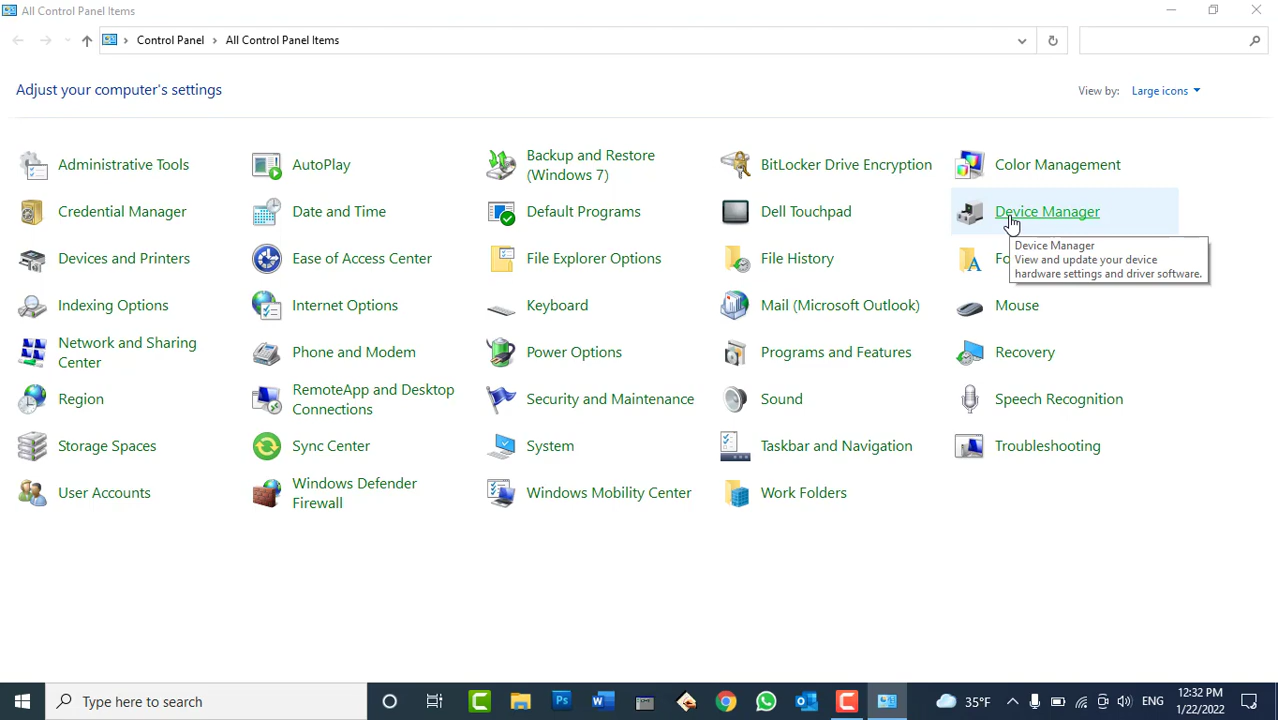 All Control Panel Items
Control Panel
All Control Panel Items
Adjust your computer's settings
View by:
Large icons
Administrative Tools
AutoPlay
Backup and Restore
(Windows 7)
BitLocker Drive Encryption
Color Management
Credential Manager
Date and Time
Default Programs
Dell Touchpad
Device Manager
Device Manager
View and update your device
hardware settings and driver software.
Devices and Printers
Ease of Access Center
File Explorer Options
File History
Indexing Options
Internet Options
Keyboard
Mail (Microsoft Outlook)
Mouse
Network and Sharing
Center
Phone and Modem
Power Options
Programs and Features
Recovery
Region
RemoteApp and Desktop
Connections
Security and Maintenance
Sound
Speech Recognition
Storage Spaces
Sync Center
System
Taskbar and Navigation
Troubleshooting
User Accounts
Windows Defender
Firewall
Windows Mobility Center
Work Folders
Type here to search
35°F
ENG
12:32 PM
1/22/2022